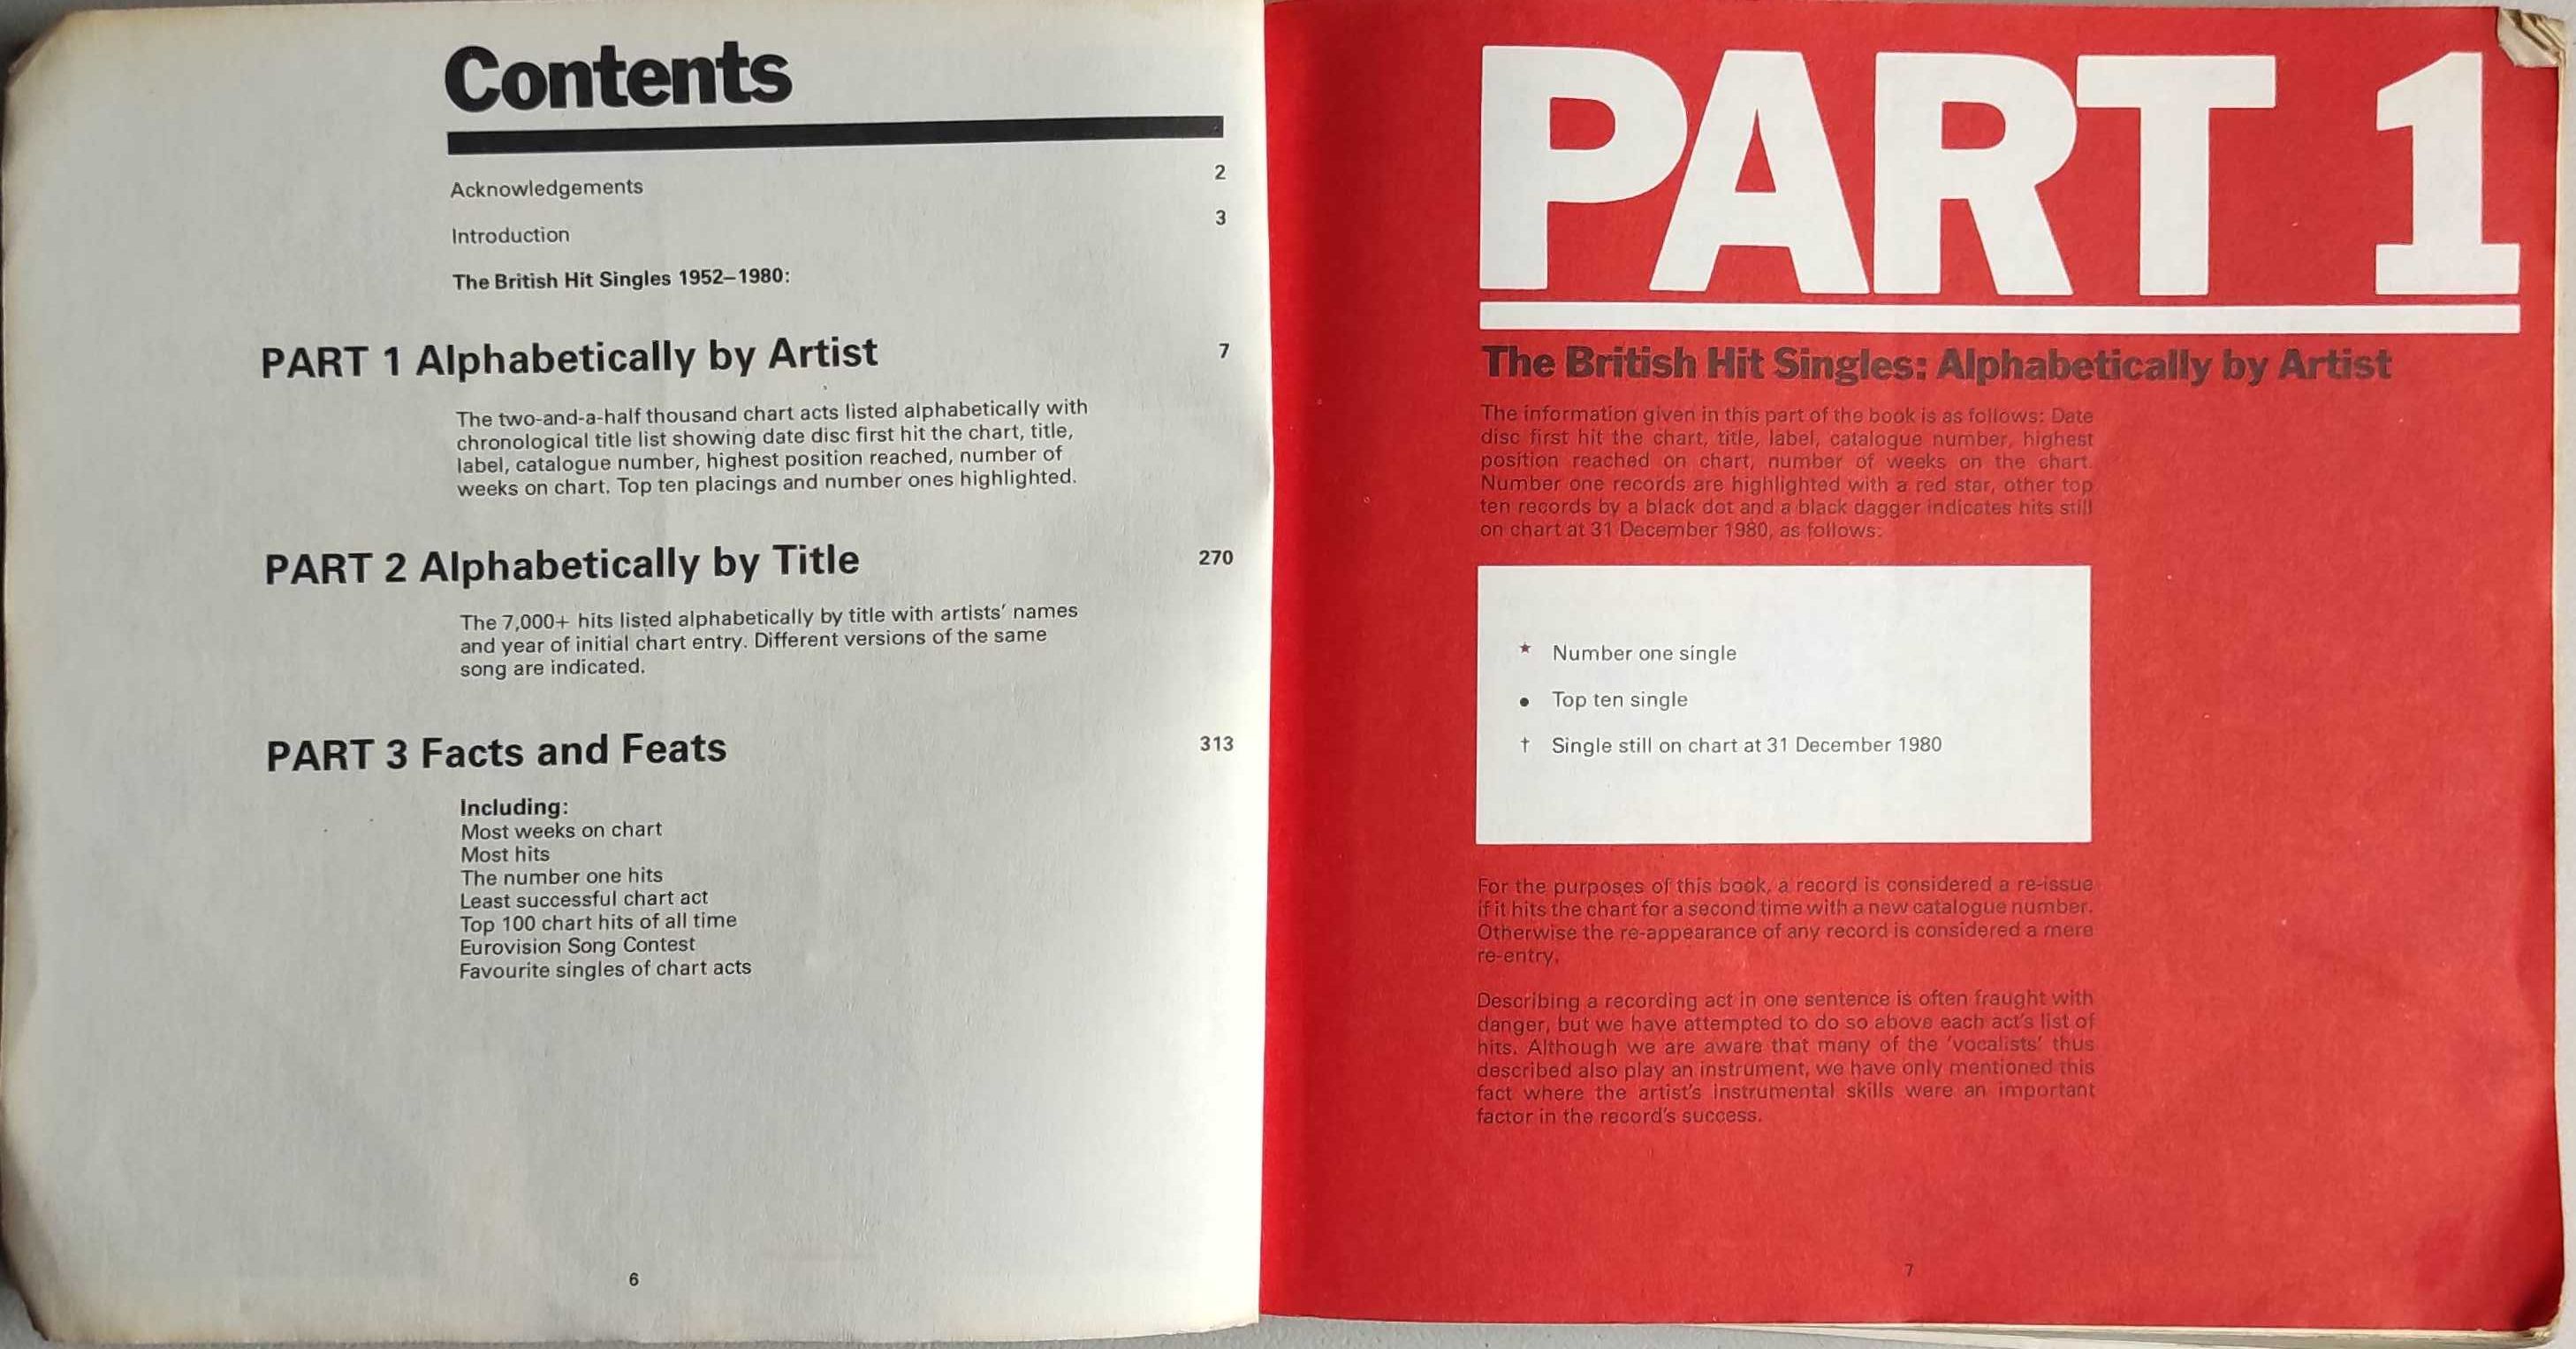 Contents
Acknowledgements 2
Introduction 3
The British Hit Singles 1952–1980:
PART 1 Alphabetically by Artist 7
The two-and-a-half thousand chart acts listed alphabetically with
chronological title list showing date disc first hit the chart, title,
label, catalogue number, highest position reached, number of
weeks on chart. Top ten placings and number ones highlighted.
PART 2 Alphabetically by Title 270
The 7,000+ hits listed alphabetically by title with artists' names
and year of initial chart entry. Different versions of the same
song are indicated.
PART 3 Facts and Feats 313
Including:
Most weeks on chart
Most hits
The number one hits
Least successful chart act
Top 100 chart hits of all time
Eurovision Song Contest
Favourite singles of chart acts
6
PART 1
The British Hit Singles: Alphabetically by Artist
The information given in this part of the book is as follows: Date
disc first hit the chart, title, label, catalogue number, highest
position reached on chart, number of weeks on the chart.
Number one records are highlighted with a red star, other top
ten records by a black dot and a black dagger indicates hits still
on chart at 31 December 1980, as follows:
★ Number one single
● Top ten single
† Single still on chart at 31 December 1980
For the purposes of this book, a record is considered a re-issue
if it hits the chart for a second time with a new catalogue number.
Otherwise the re-appearance of any record is considered a mere
re-entry.
Describing a recording act in one sentence is often fraught with
danger, but we have attempted to do so above each act's list of
hits. Although we are aware that many of the 'vocalists' thus
described also play an instrument, we have only mentioned this
fact where the artist's instrumental skills were an important
factor in the record's success.
7